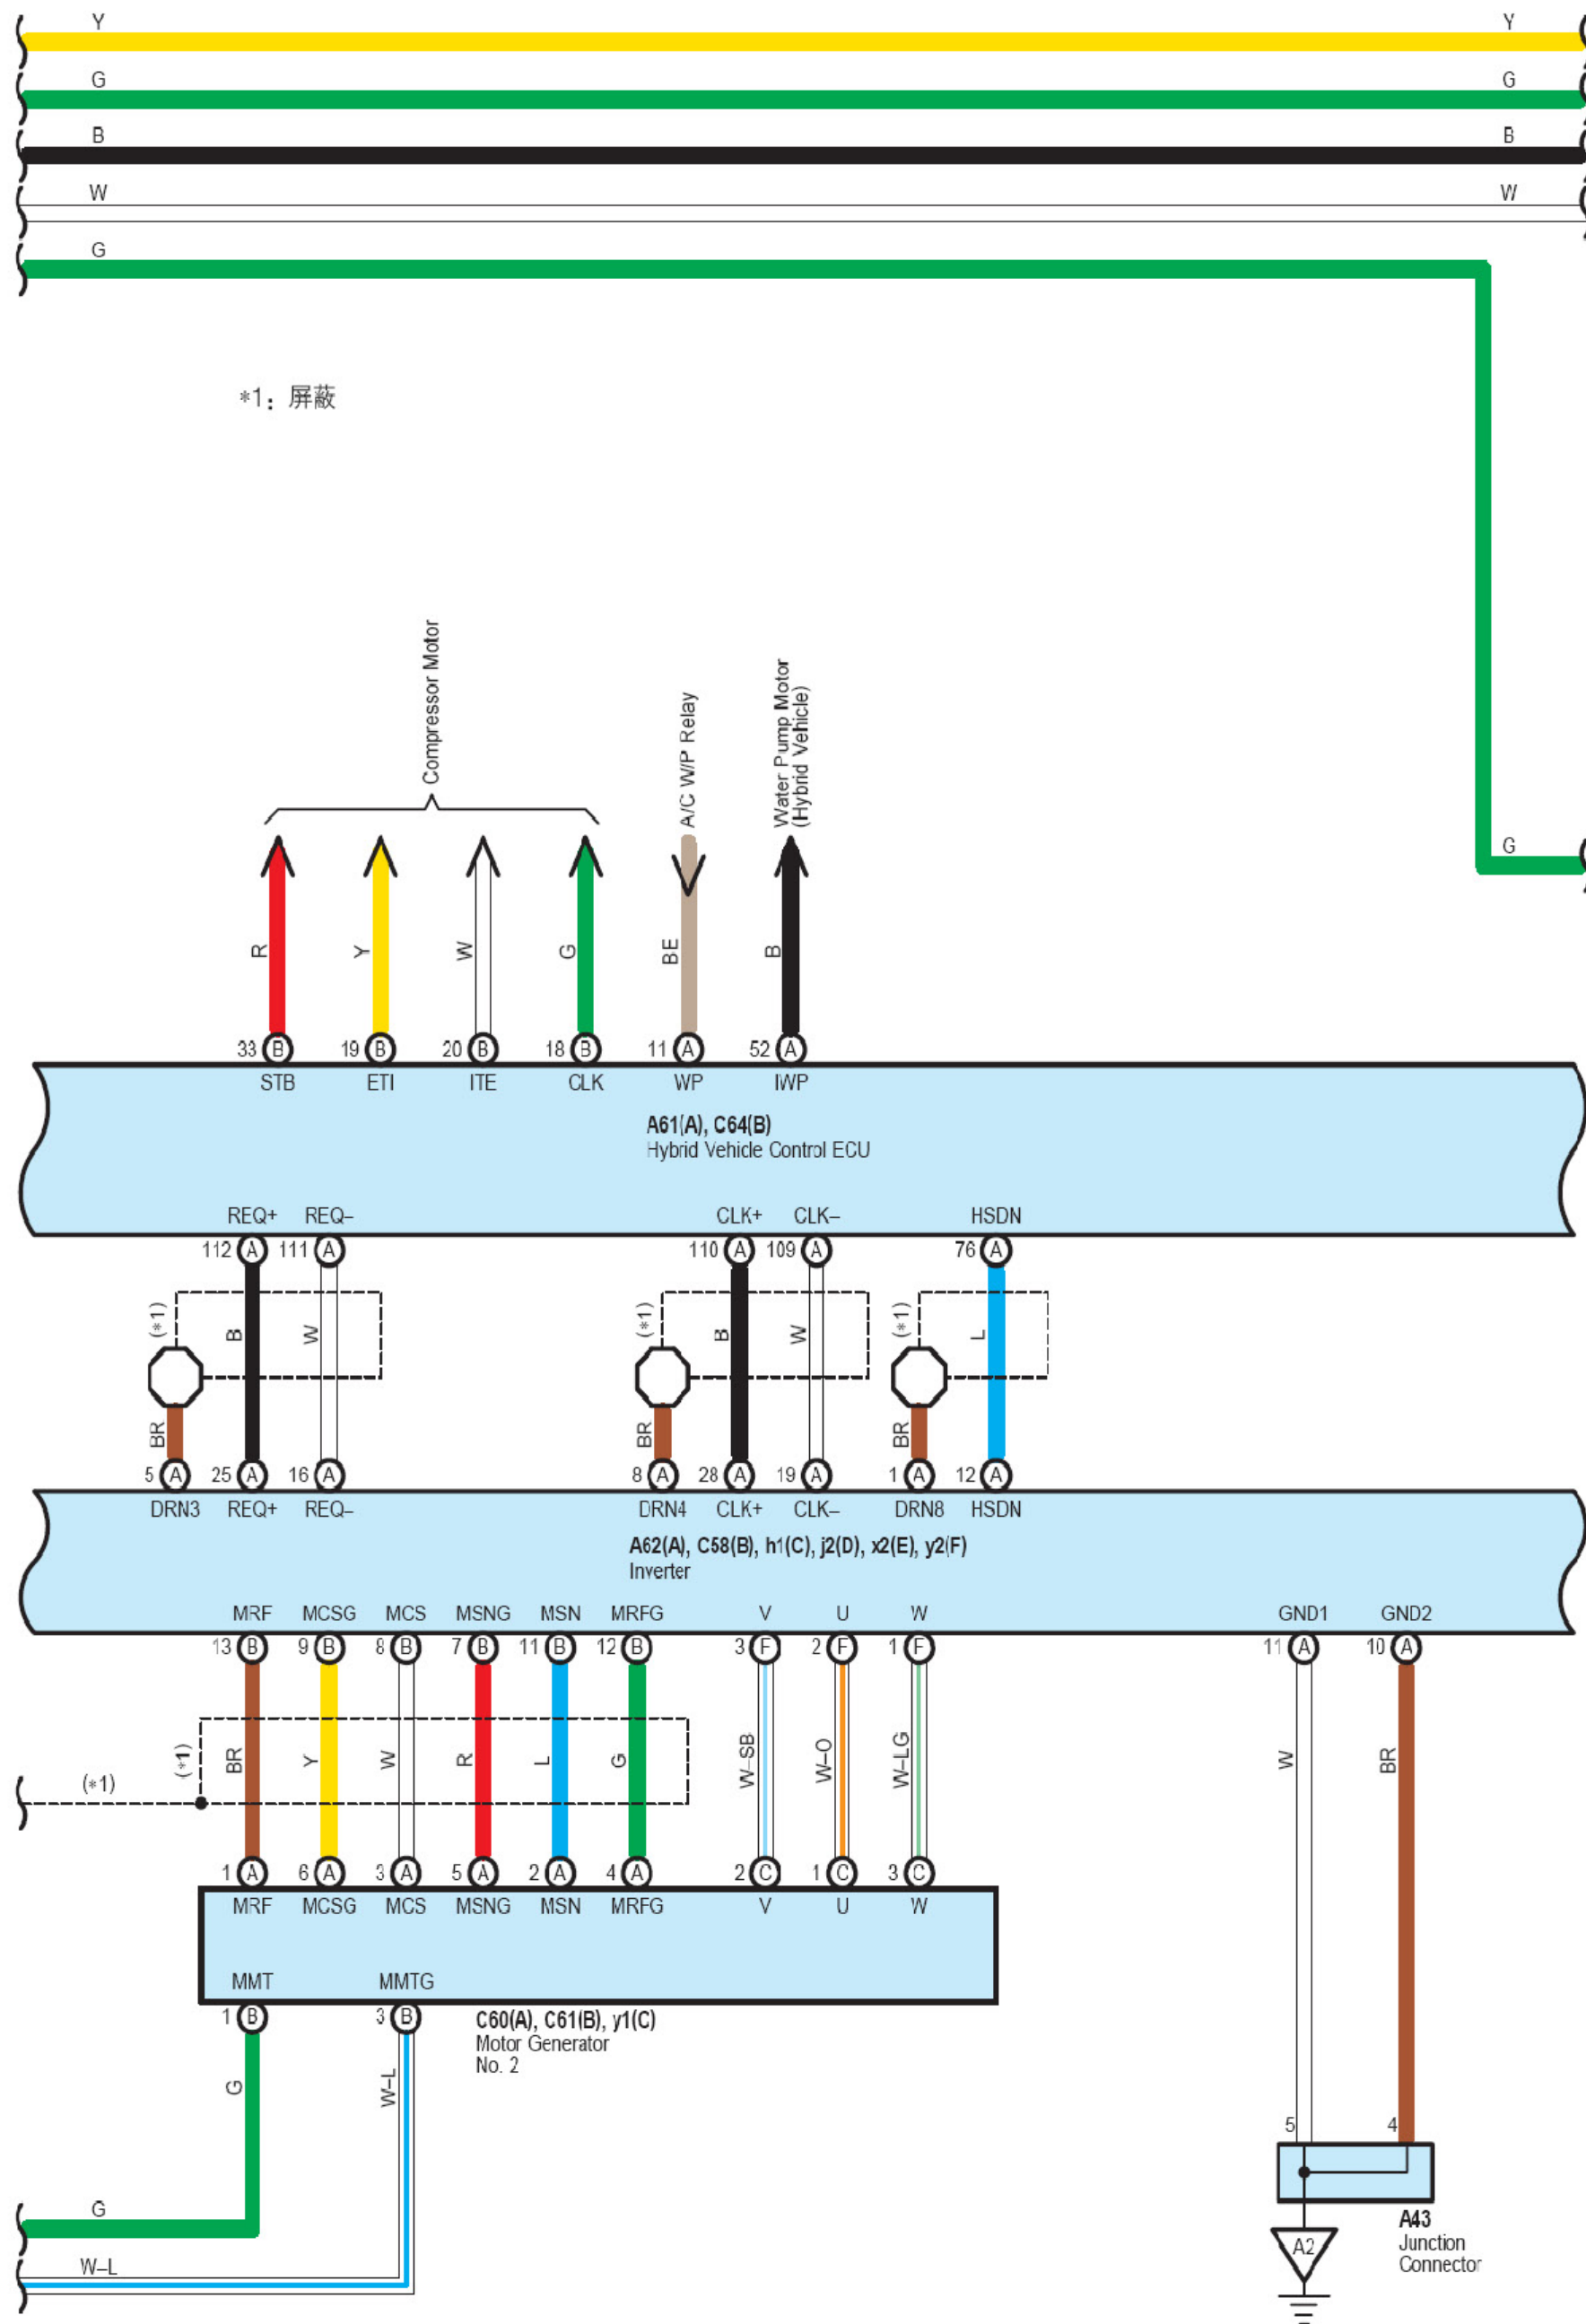 Y Y
G G
B B
W W
G
*1: 屏蔽
Compressor Motor
A/C W/P Relay
Water Pump Motor
(Hybrid Vehicle)
G
R Y W G BE B
33 B 19 B 20 B 18 B 11 A 52 A
STB ETI ITE CLK WP IWP
A61(A), C64(B)
Hybrid Vehicle Control ECU
REQ+ REQ– CLK+ CLK– HSDN
112 A 111 A 110 A 109 A 76 A
(*1) B W (*1) B W (*1) L
BR BR BR
5 A 25 A 16 A 8 A 28 A 19 A 1 A 12 A
DRN3 REQ+ REQ– DRN4 CLK+ CLK– DRN8 HSDN
A62(A), C58(B), h1(C), j2(D), x2(E), y2(F)
Inverter
MRF MCSG MCS MSNG MSN MRFG V U W GND1 GND2
13 B 9 B 8 B 7 B 11 B 12 B 3 F 2 F 1 F 11 A 10 A
(*1) (*1) BR Y W R L G W–SB W–O W–LG W BR
1 A 6 A 3 A 5 A 2 A 4 A 2 C 1 C 3 C
MRF MCSG MCS MSNG MSN MRFG V U W
MMT MMTG
1 B 3 B
C60(A), C61(B), y1(C)
Motor Generator
No. 2
G W–L
5 4
G
W–L
A43
Junction
Connector
A2